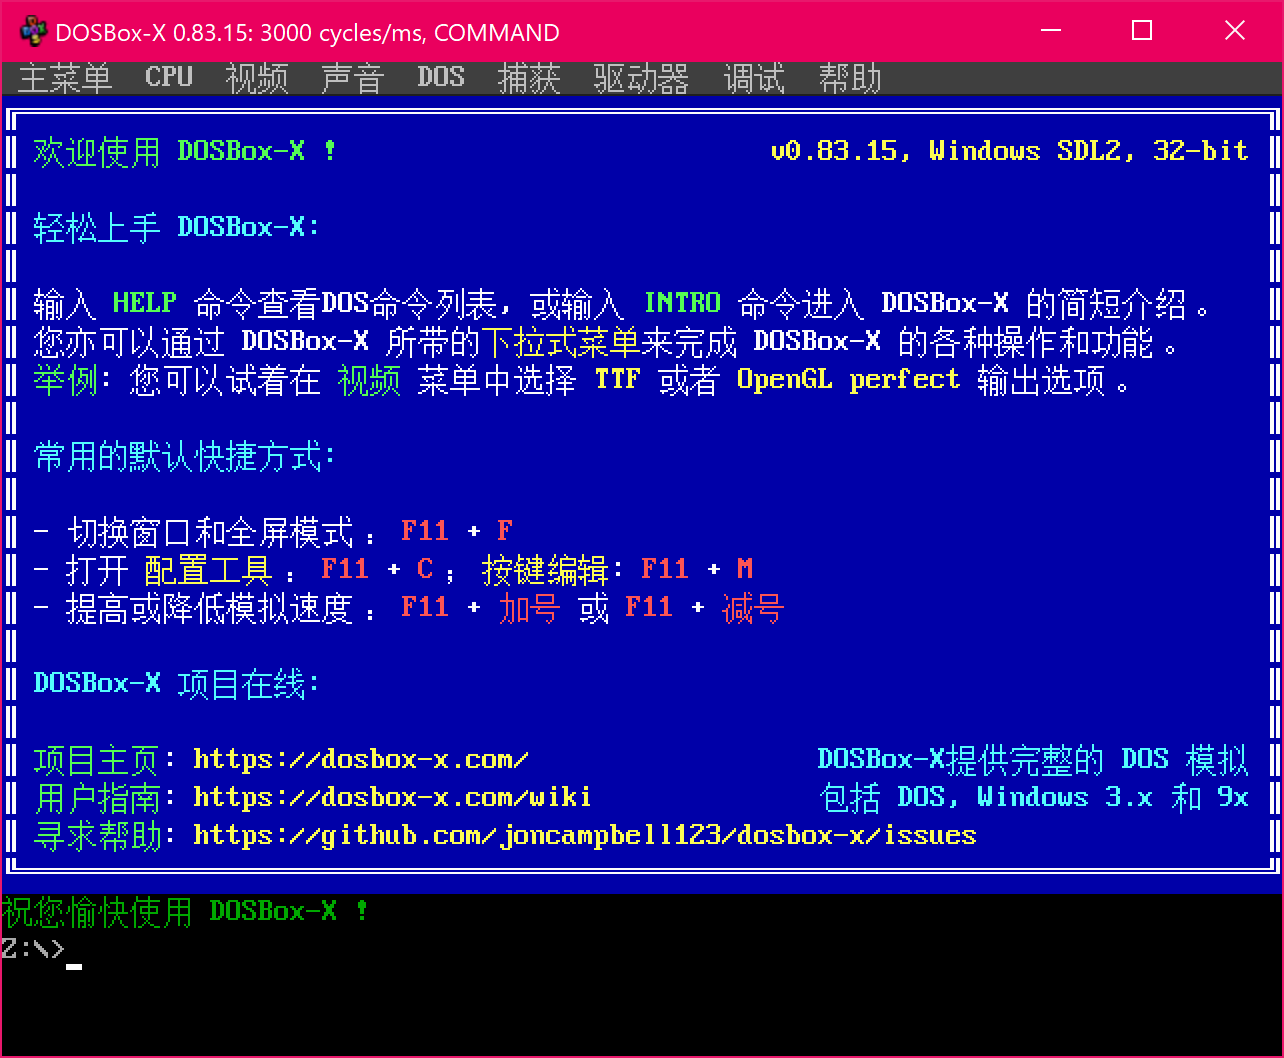 DOSBox-X 0.83.15: 3000 cycles/ms, COMMAND
主菜单 CPU 视频 声音 DOS 捕获 驱动器 调试 帮助
欢迎使用 DOSBox-X ! v0.83.15, Windows SDL2, 32-bit
轻松上手 DOSBox-X:
输入 HELP 命令查看DOS命令列表，或输入 INTRO 命令进入 DOSBox-X 的简短介绍。
您亦可以通过 DOSBox-X 所带的下拉式菜单来完成 DOSBox-X 的各种操作和功能。
举例: 您可以试着在 视频 菜单中选择 TTF 或者 OpenGL perfect 输出选项。
常用的默认快捷方式:
- 切换窗口和全屏模式： F11 + F
- 打开 配置工具 ： F11 + C ； 按键编辑: F11 + M
- 提高或降低模拟速度： F11 + 加号 或 F11 + 减号
DOSBox-X 项目在线:
项目主页: https://dosbox-x.com/ DOSBox-X提供完整的 DOS 模拟
用户指南: https://dosbox-x.com/wiki 包括 DOS, Windows 3.x 和 9x
寻求帮助: https://github.com/joncampbell123/dosbox-x/issues
祝您愉快使用 DOSBox-X !
Z:\>